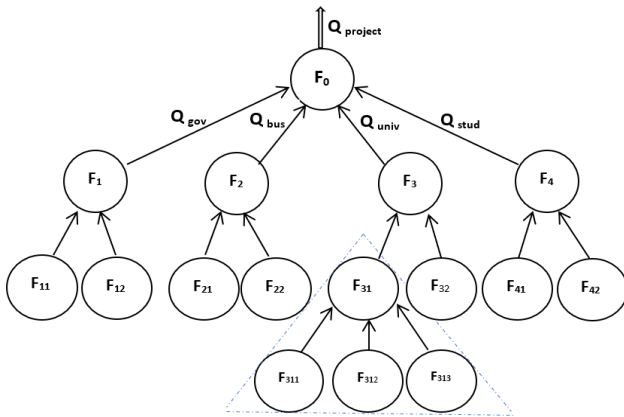 Q project
F0
Q gov
Q bus
Q univ
Q stud
F1
F2
F3
F4
F11
F12
F21
F22
F31
F32
F41
F42
F311
F312
F313